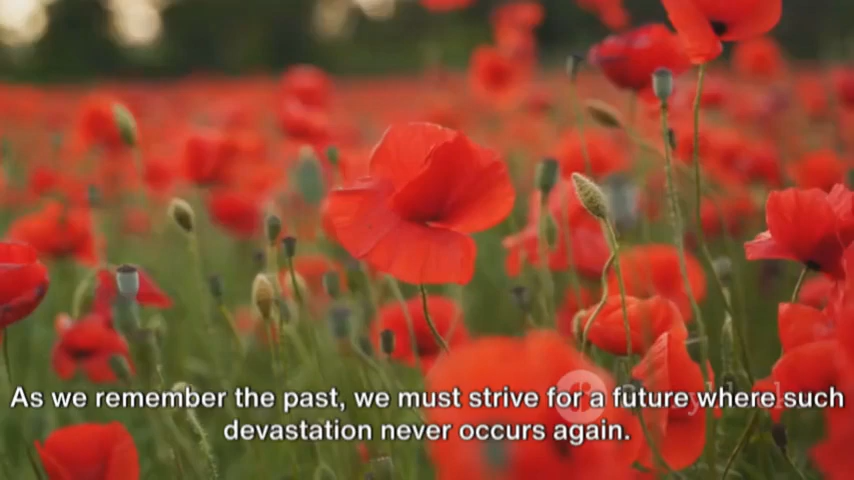 As we remember the past, we must strive for a future where such
devastation never occurs again.